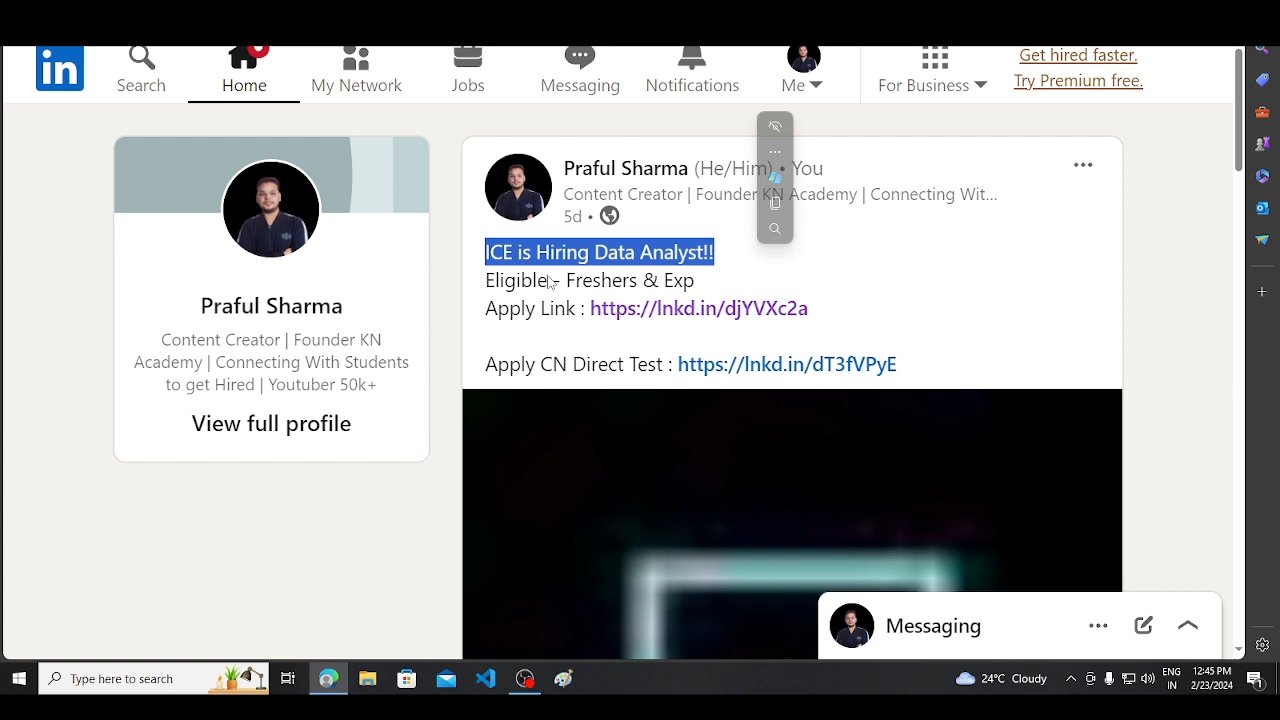 in
Search
Home
My Network
Jobs
Messaging
Notifications
Me
For Business
Get hired faster.
Try Premium free.
Praful Sharma
Content Creator | Founder KN
Academy | Connecting With Students
to get Hired | Youtuber 50k+
View full profile
Praful Sharma (He/Him) • You
Content Creator | Founder KN Academy | Connecting Wit...
5d •
ICE is Hiring Data Analyst!!
Eligible - Freshers & Exp
Apply Link : https://lnkd.in/djYVXc2a
Apply CN Direct Test : https://lnkd.in/dT3fVPyE
Messaging
Type here to search
24°C Cloudy
ENG
IN
12:45 PM
2/23/2024
1